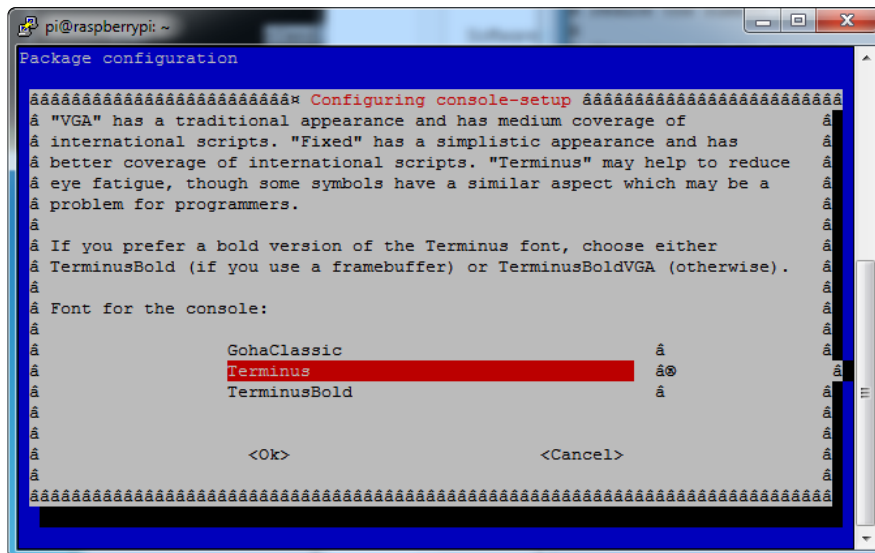 pi@raspberrypi: ~
Package configuration
âââââââââââââââââââââââââ¤ Configuring console-setup âââââââââââââââââââââââââ
â "VGA" has a traditional appearance and has medium coverage of â
â international scripts. "Fixed" has a simplistic appearance and has â
â better coverage of international scripts. "Terminus" may help to reduce â
â eye fatigue, though some symbols have a similar aspect which may be a â
â problem for programmers. â
â â
â If you prefer a bold version of the Terminus font, choose either â
â TerminusBold (if you use a framebuffer) or TerminusBoldVGA (otherwise). â
â â
â Font for the console: â
â â
â GohaClassic â â
â Terminus â® â
â TerminusBold â â
â â
â â
â <Ok> <Cancel> â
â â
âââââââââââââââââââââââââââââââââââââââââââââââââââââââââââââââââââââââââââââ